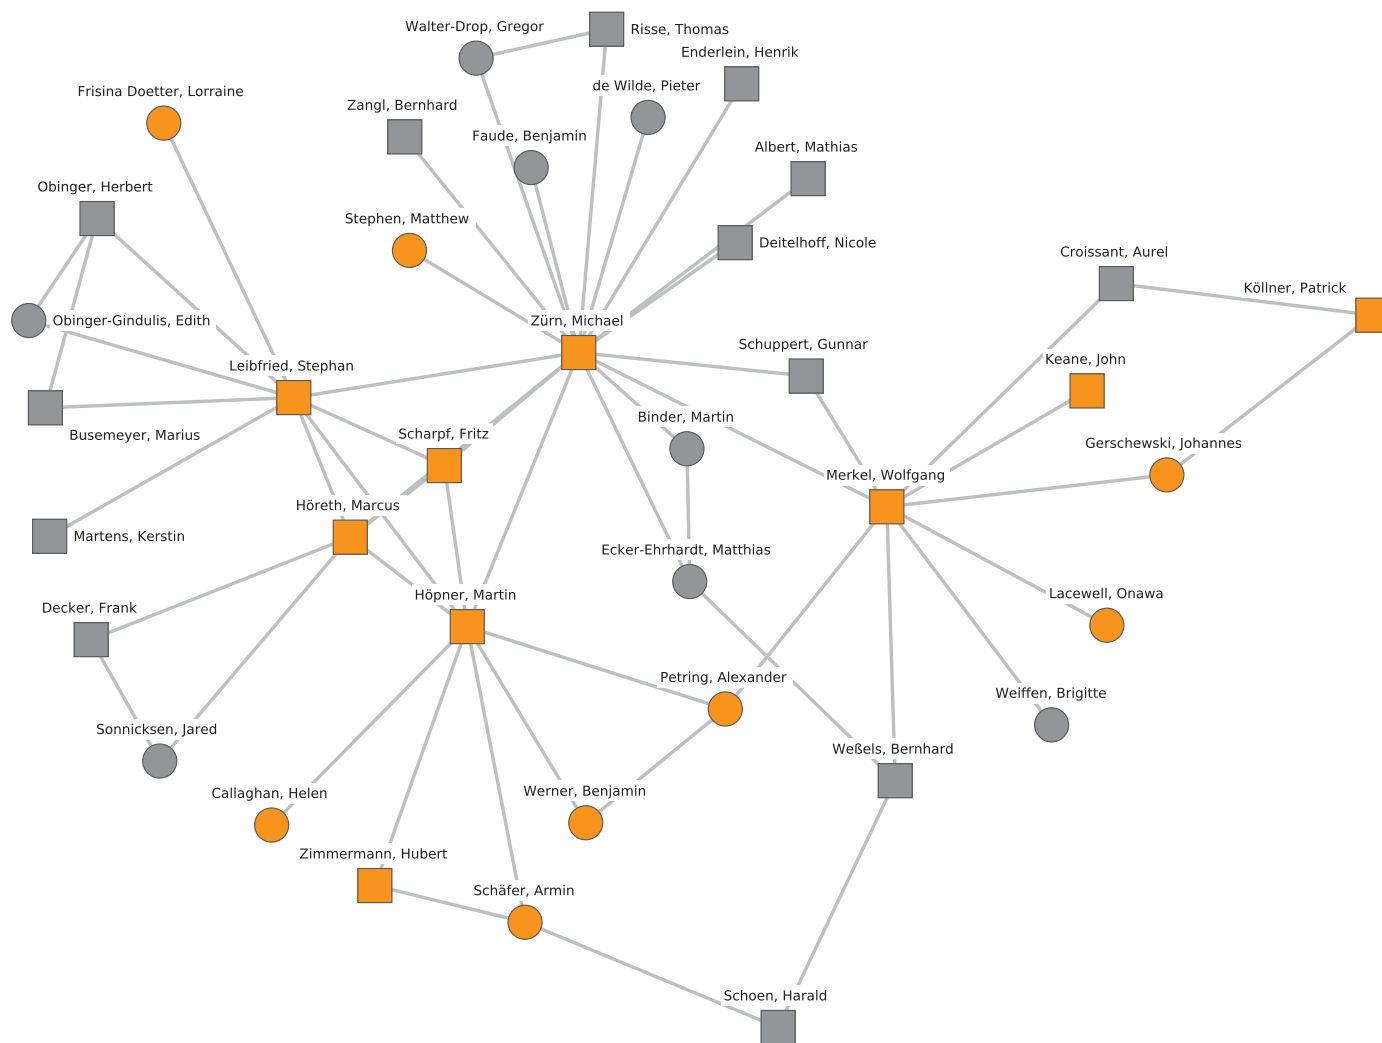 Walter-Drop, Gregor
Risse, Thomas
Enderlein, Henrik
Frisina Doetter, Lorraine
de Wilde, Pieter
Zangl, Bernhard
Faude, Benjamin
Albert, Mathias
Obinger, Herbert
Stephen, Matthew
Deitelhoff, Nicole
Croissant, Aurel
Köllner, Patrick
Obinger-Gindulis, Edith
Zürn, Michael
Schuppert, Gunnar
Keane, John
Leibfried, Stephan
Binder, Martin
Busemeyer, Marius
Scharpf, Fritz
Gerschewski, Johannes
Merkel, Wolfgang
Höreth, Marcus
Martens, Kerstin
Ecker-Ehrhardt, Matthias
Höpner, Martin
Lacewell, Onawa
Decker, Frank
Petring, Alexander
Weiffen, Brigitte
Sonnicksen, Jared
Weßels, Bernhard
Callaghan, Helen
Werner, Benjamin
Zimmermann, Hubert
Schäfer, Armin
Schoen, Harald